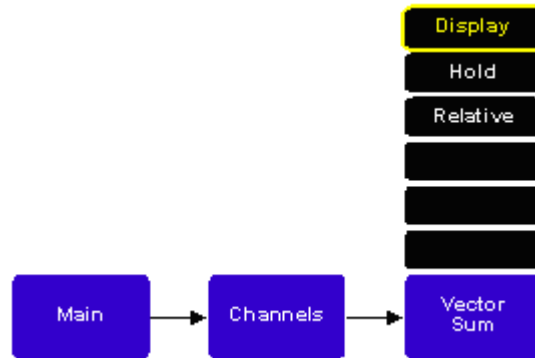 Display
Hold
Relative
Main
Channels
Vector
Sum